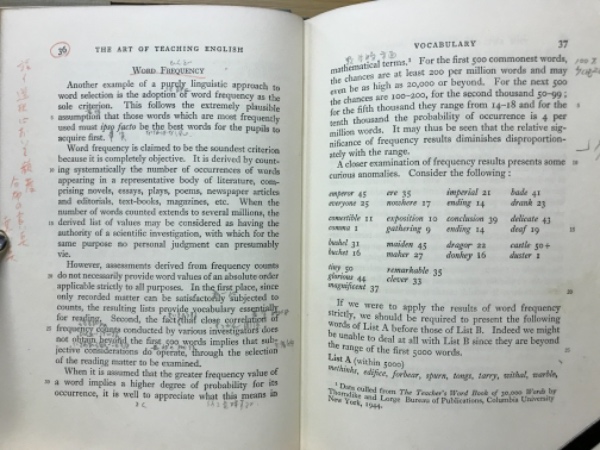 36
THE ART OF TEACHING ENGLISH
WORD FREQUENCY
Another example of a purely linguistic approach to
word selection is the adoption of word frequency as the
sole criterion. This follows the extremely plausible
assumption that those words which are most frequently
used must ipso facto be the best words for the pupils to
acquire first.
Word frequency is claimed to be the soundest criterion
because it is completely objective. It is derived by count-
ing systematically the number of occurrences of words
appearing in a representative body of literature, com-
prising novels, essays, plays, poems, newspaper articles
and editorials, text-books, magazines, etc. When the
number of words counted extends to several millions, the
derived list of values may be considered as having the
authority of a scientific investigation, with which for the
same purpose no personal judgment can presumably
vie.
However, assessments derived from frequency counts
do not necessarily provide word values of an absolute order
applicable strictly to all purposes. In the first place, since
only recorded matter can be satisfactorily subjected to
counts, the resulting lists provide vocabulary essentially
for reading. Second, the factual close correlation of
frequency counts conducted by various investigators does
not obtain beyond the first 500 words implies that sub-
jective considerations do operate, through the selection
of the reading matter to be examined.
When it is assumed that the greater frequency value of
a word implies a higher degree of probability for its
occurrence, it is well to appreciate what this means in
VOCABULARY
37
mathematical terms.¹ For the first 500 commonest words,
the chances are at least 200 per million words and may
even be as high as 20,000 or beyond. For the next 500
the chances are 100-200, for the second thousand 50-99;
for the fifth thousand they range from 14-18 and for the
tenth thousand the probability of occurrence is 4 per
million words. It may thus be seen that the relative sig-
nificance of frequency results diminishes disproportion-
ately with the range.
A closer examination of frequency results presents some
curious anomalies. Consider the following:
emperor 45 ere 35 imperial 21 bade 41
everyone 25 nowhere 17 ending 14 drank 23
comestible 11 exposition 10 conclusion 39 delicate 43
comma 1 gathering 9 ending 14 deaf 19
bushel 31 maiden 45 dragor 22 castle 50+
bucket 16 maker 27 donkey 16 duster 1
tiny 50 remarkable 35
glorious 44 clever 33
magnificent 37
If we were to apply the results of word frequency
strictly, we should be required to present the following
words of List A before those of List B. Indeed we might
be unable to deal at all with List B since they are beyond
the range of the first 5000 words.
List A (within 5000)
methinks, edifice, forbear, spurn, tongs, tarry, withal, warble,
¹ Data culled from The Teacher's Word Book of 30,000 Words by
Thorndike and Lorge Bureau of Publications, Columbia University
New York, 1944.